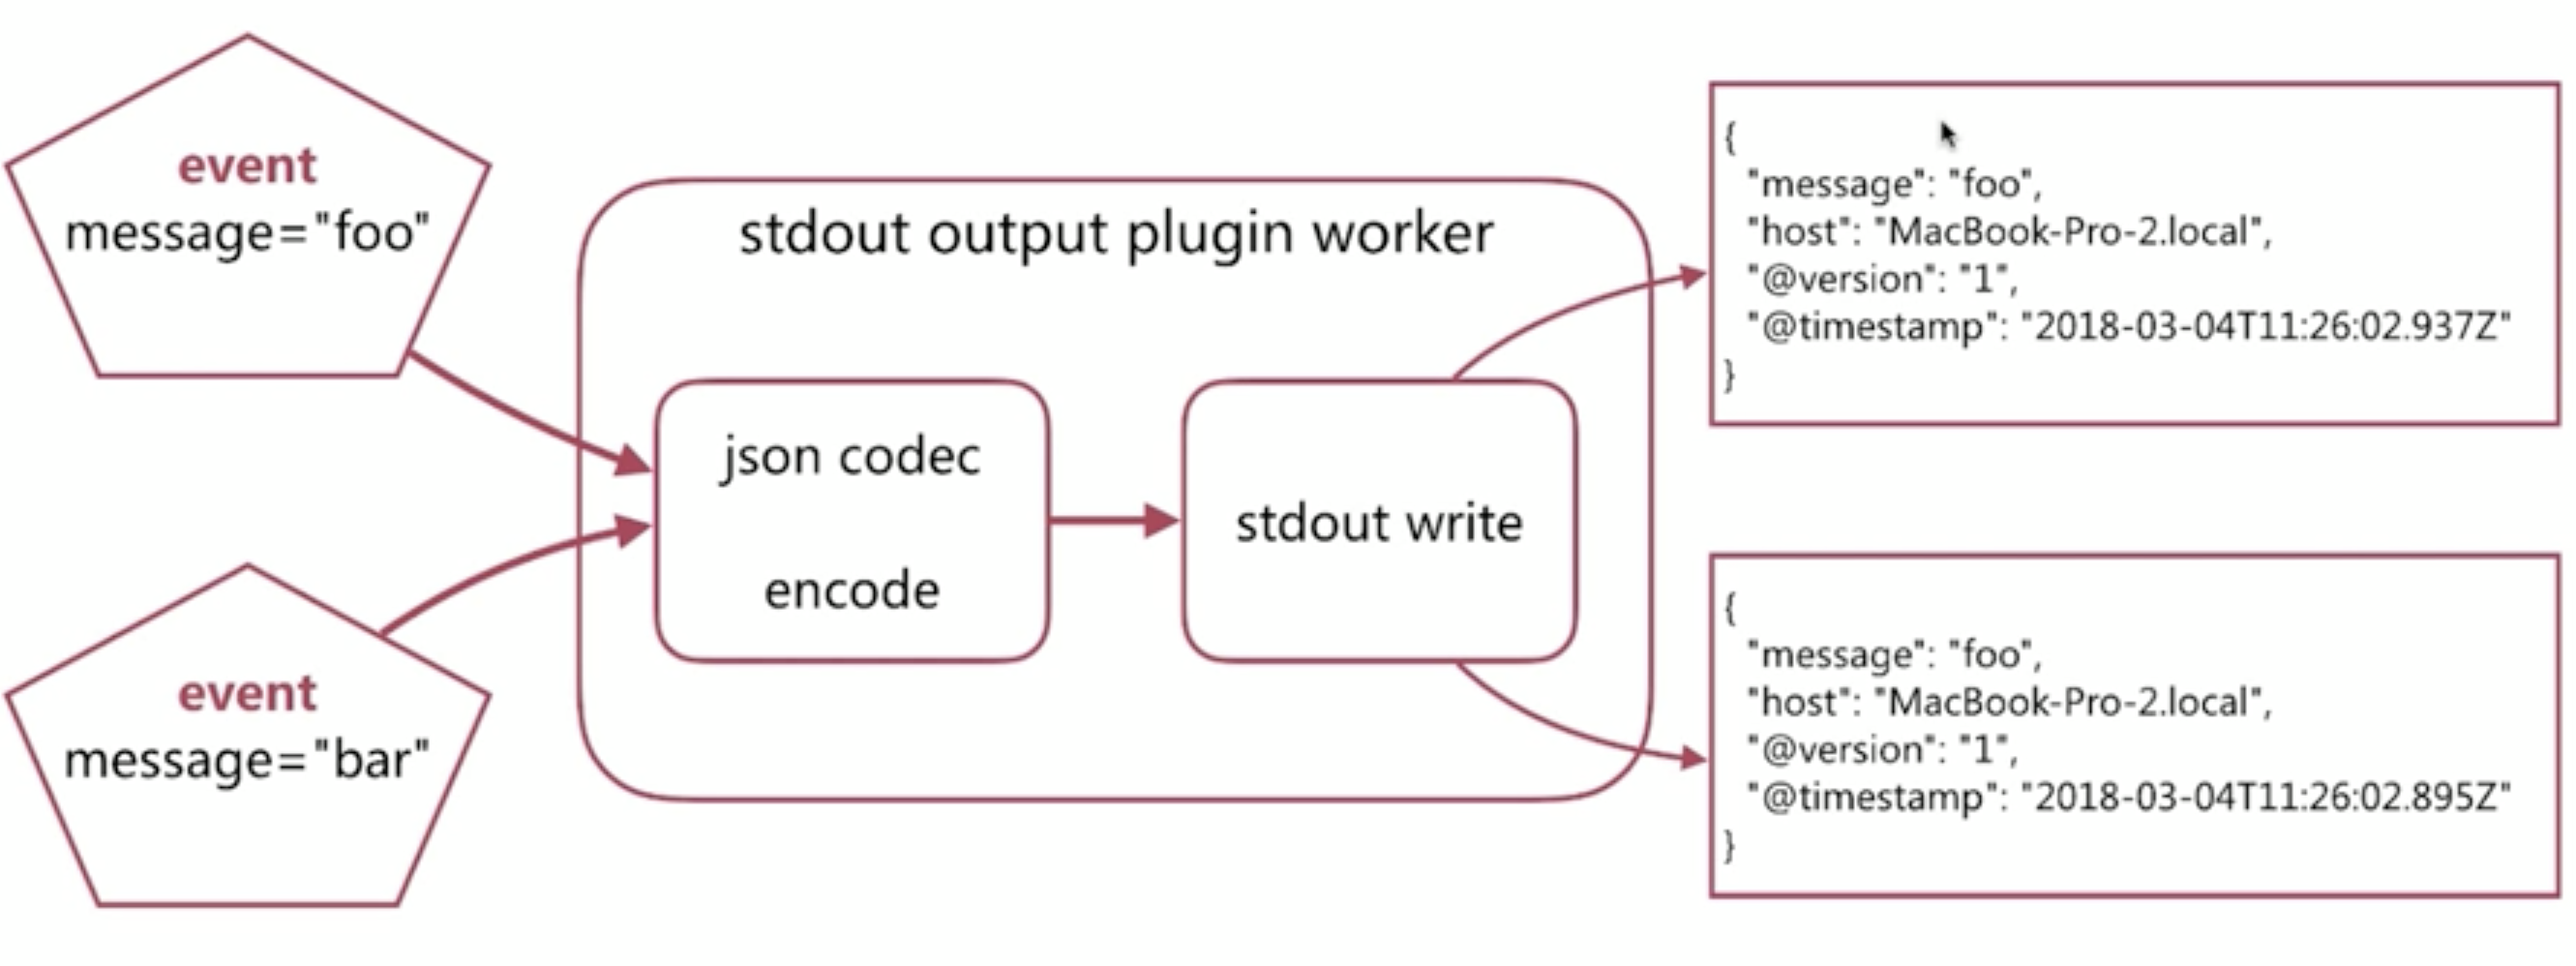 event
message="foo"
event
message="bar"
stdout output plugin worker
json codec
encode
stdout write
{
"message": "foo",
"host": "MacBook-Pro-2.local",
"@version": "1",
"@timestamp": "2018-03-04T11:26:02.937Z"
}
{
"message": "foo",
"host": "MacBook-Pro-2.local",
"@version": "1",
"@timestamp": "2018-03-04T11:26:02.895Z"
}